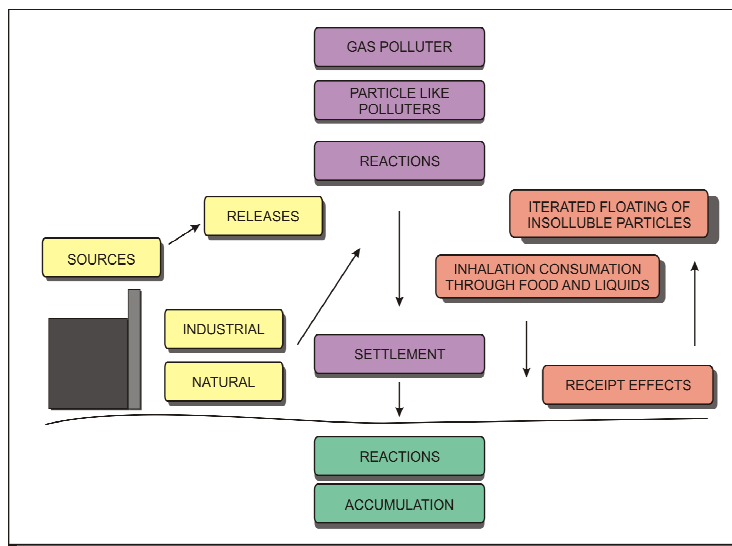 GAS POLLUTER
PARTICLE LIKE
POLLUTERS
REACTIONS
RELEASES
SOURCES
INDUSTRIAL
NATURAL
SETTLEMENT
ITERATED FLOATING OF
INSOLLUBLE PARTICLES
INHALATION CONSUMATION
THROUGH FOOD AND LIQUIDS
RECEIPT EFFECTS
REACTIONS
ACCUMULATION